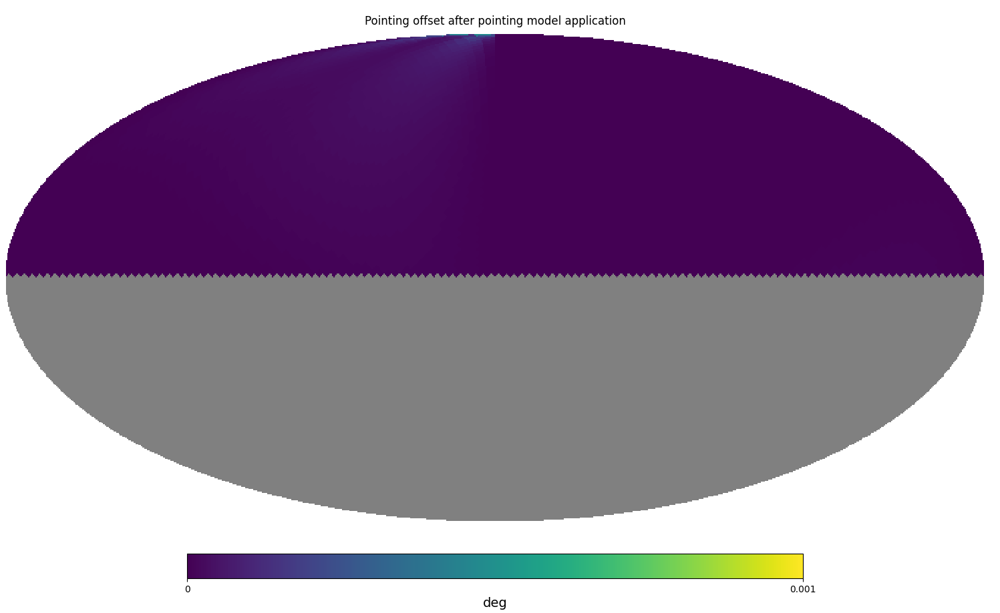 Pointing offset after pointing model application
0 0.001
deg